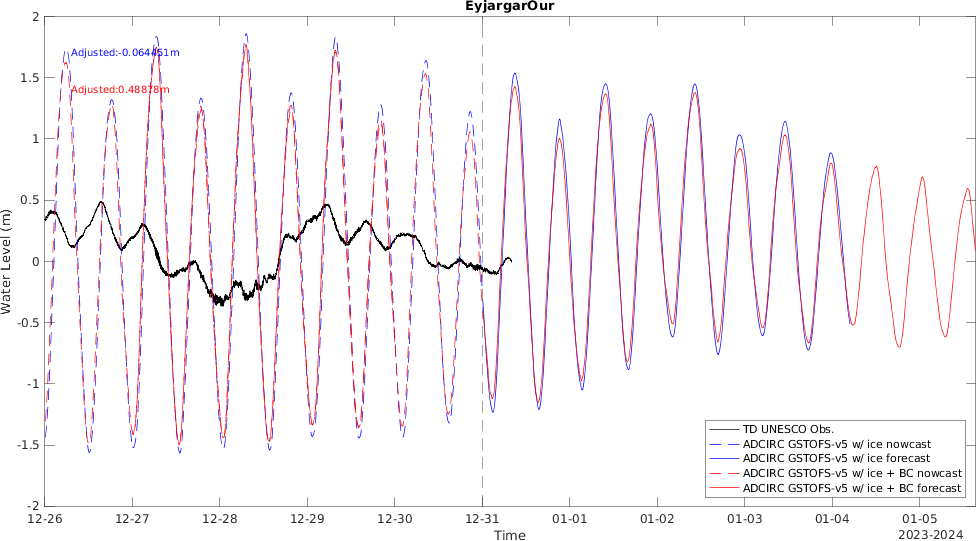 EyjargarOur
2
1.5
1
0.5
0
-0.5
-1
-1.5
-2
Water Level (m)
Adjusted:-0.064451m
Adjusted:0.48878m
TD UNESCO Obs.
ADCIRC GSTOFS-v5 w/ ice nowcast
ADCIRC GSTOFS-v5 w/ ice forecast
ADCIRC GSTOFS-v5 w/ ice + BC nowcast
ADCIRC GSTOFS-v5 w/ ice + BC forecast
12-26 12-27 12-28 12-29 12-30 12-31 01-01 01-02 01-03 01-04 01-05
Time
2023-2024